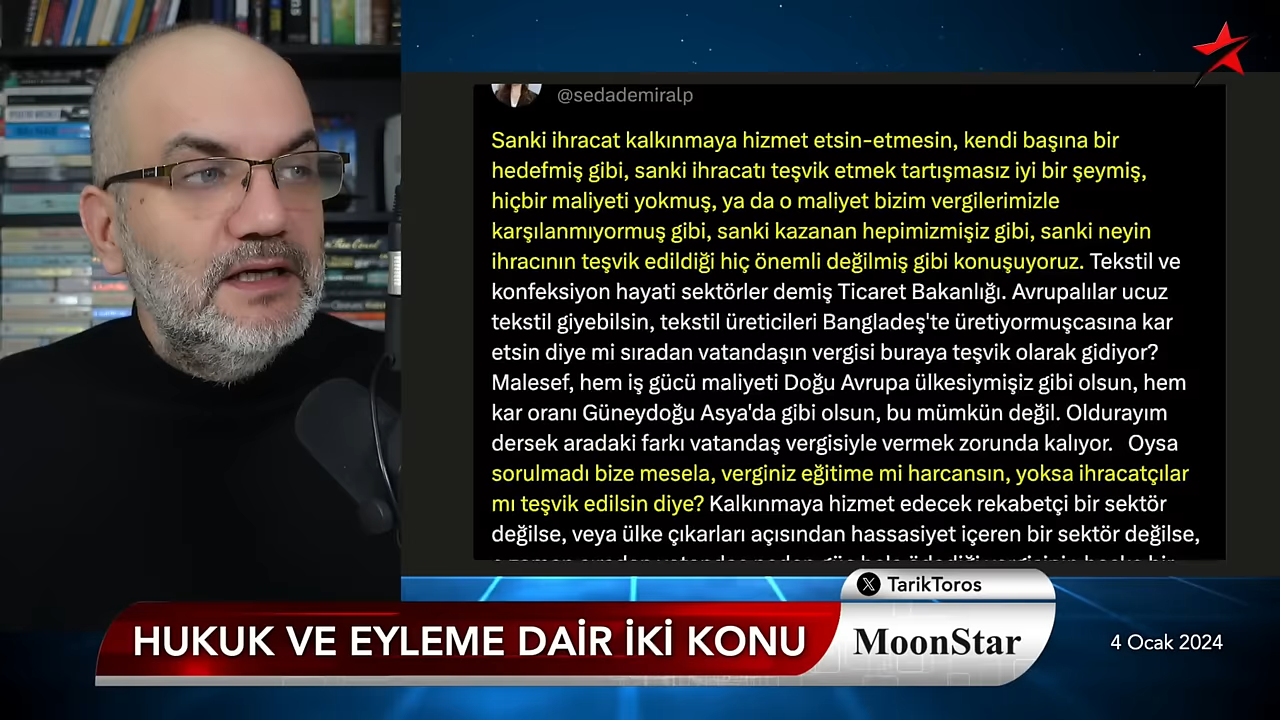 @sedademiralp
Sanki ihracat kalkınmaya hizmet etsin-etmesin, kendi başına bir
hedefmiş gibi, sanki ihracatı teşvik etmek tartışmasız iyi bir şeymiş,
hiçbir maliyeti yokmuş, ya da o maliyet bizim vergilerimizle
karşılanmıyormuş gibi, sanki kazanan hepimizmişiz gibi, sanki neyin
ihracının teşvik edildiği hiç önemli değilmiş gibi konuşuyoruz. Tekstil ve
konfeksiyon hayati sektörler demiş Ticaret Bakanlığı. Avrupalılar ucuz
tekstil giyebilsin, tekstil üreticileri Bangladeş'te üretiyormuşcasına kar
etsin diye mi sıradan vatandaşın vergisi buraya teşvik olarak gidiyor?
Malesef, hem iş gücü maliyeti Doğu Avrupa ülkesiymişiz gibi olsun, hem
kar oranı Güneydoğu Asya'da gibi olsun, bu mümkün değil. Oldurayım
dersek aradaki farkı vatandaş vergisiyle vermek zorunda kalıyor. Oysa
sorulmadı bize mesela, verginiz eğitime mi harcansın, yoksa ihracatçılar
mı teşvik edilsin diye? Kalkınmaya hizmet edecek rekabetçi bir sektör
değilse, veya ülke çıkarları açısından hassasiyet içeren bir sektör değilse,
TarikToros
HUKUK VE EYLEME DAİR İKİ KONU
MoonStar
4 Ocak 2024